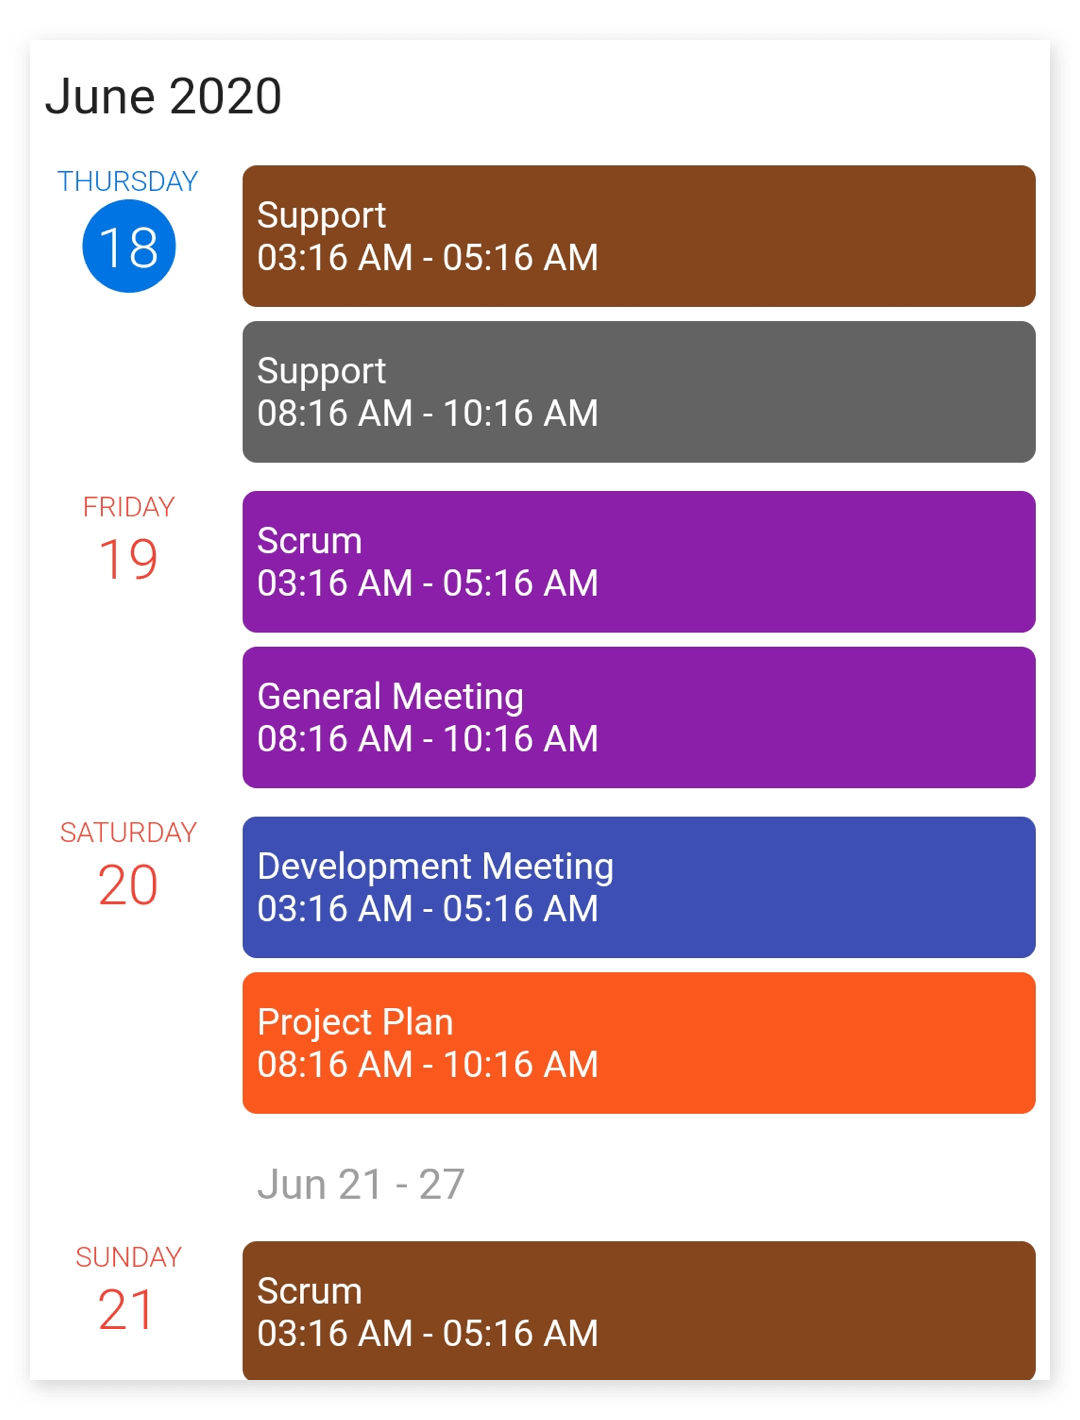 June 2020
THURSDAY
18
Support
03:16 AM - 05:16 AM
Support
08:16 AM - 10:16 AM
FRIDAY
19
Scrum
03:16 AM - 05:16 AM
General Meeting
08:16 AM - 10:16 AM
SATURDAY
20
Development Meeting
03:16 AM - 05:16 AM
Project Plan
08:16 AM - 10:16 AM
Jun 21 - 27
SUNDAY
21
Scrum
03:16 AM - 05:16 AM